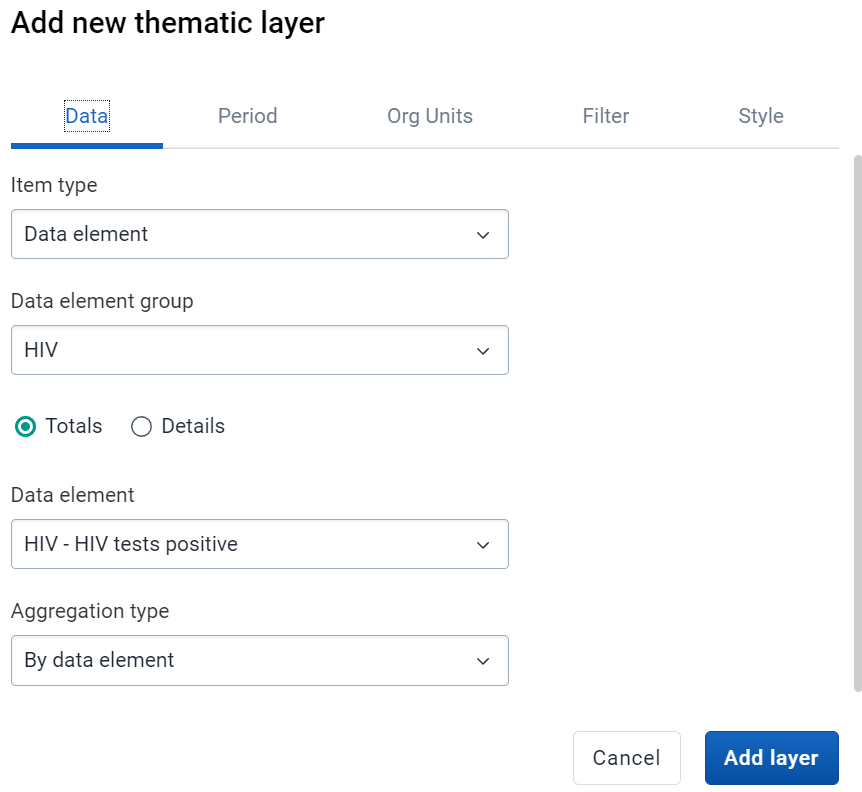 Add new thematic layer
Data Period Org Units Filter Style
Item type
Data element
Data element group
HIV
Totals Details
Data element
HIV - HIV tests positive
Aggregation type
By data element
Cancel Add layer